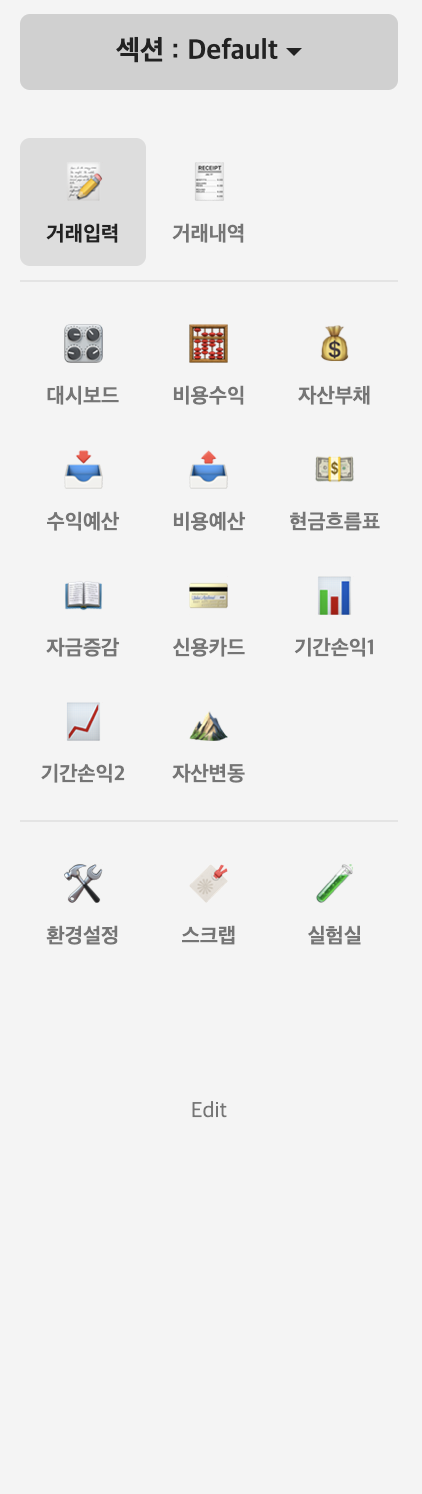 섹션 : Default
거래입력
RECEIPT
거래내역
대시보드
비용수익
자산부채
수익예산
비용예산
현금흐름표
자금증감
신용카드
기간손익1
기간손익2
자산변동
환경설정
스크랩
실험실
Edit